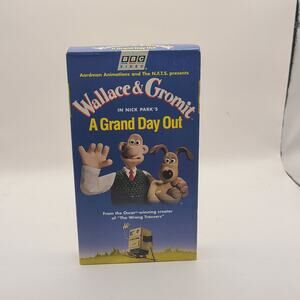 BBC
VIDEO
Aardman Animations and The N.F.T.S. presents
Wallace & Gromit
IN NICK PARK'S
A Grand Day Out
From the Oscar-winning creator
of "The Wrong Trousers"